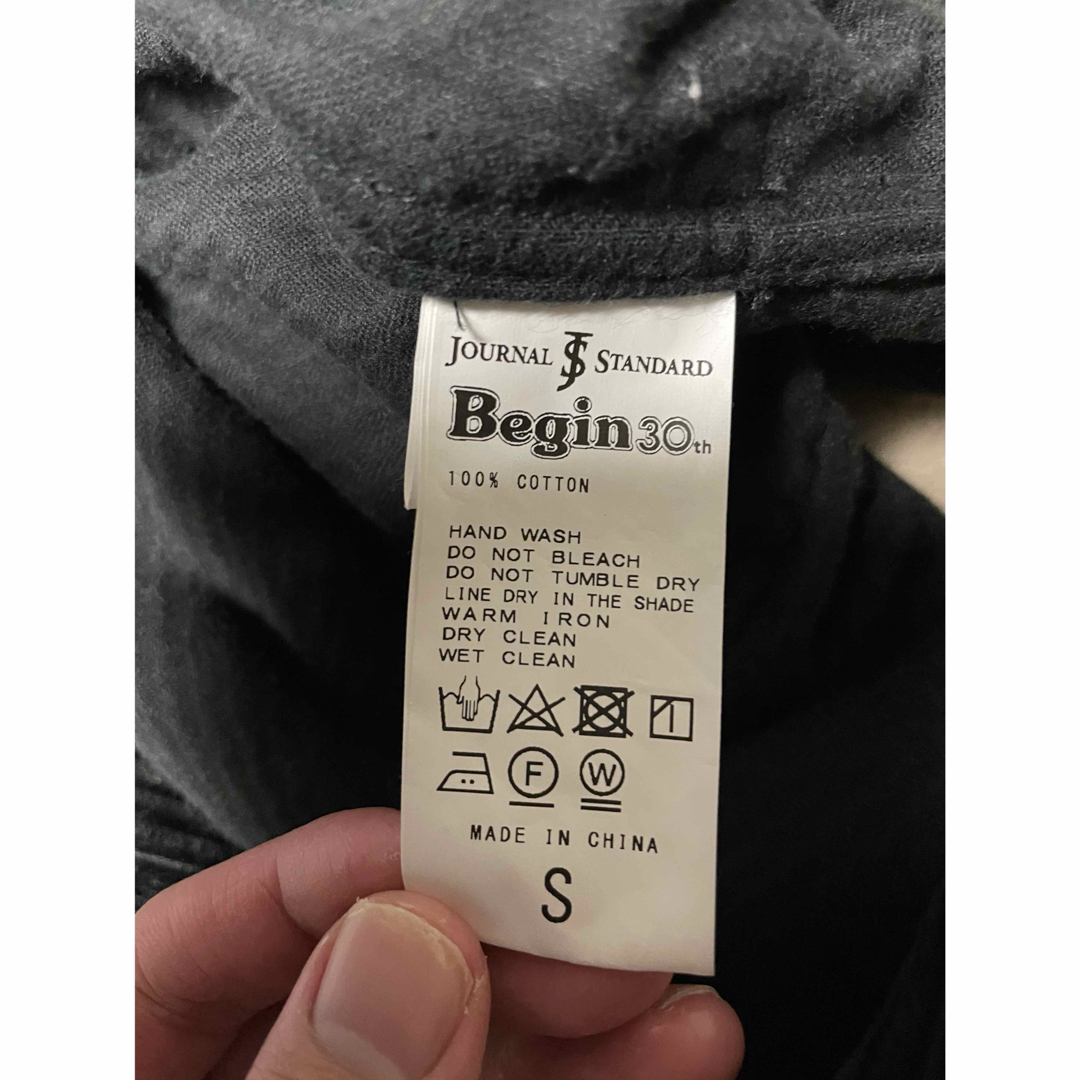 JOURNAL JS STANDARD
Begin 30th
100% COTTON
HAND WASH
DO NOT BLEACH
DO NOT TUMBLE DRY
LINE DRY IN THE SHADE
WARM IRON
DRY CLEAN
WET CLEAN
F W
MADE IN CHINA
S